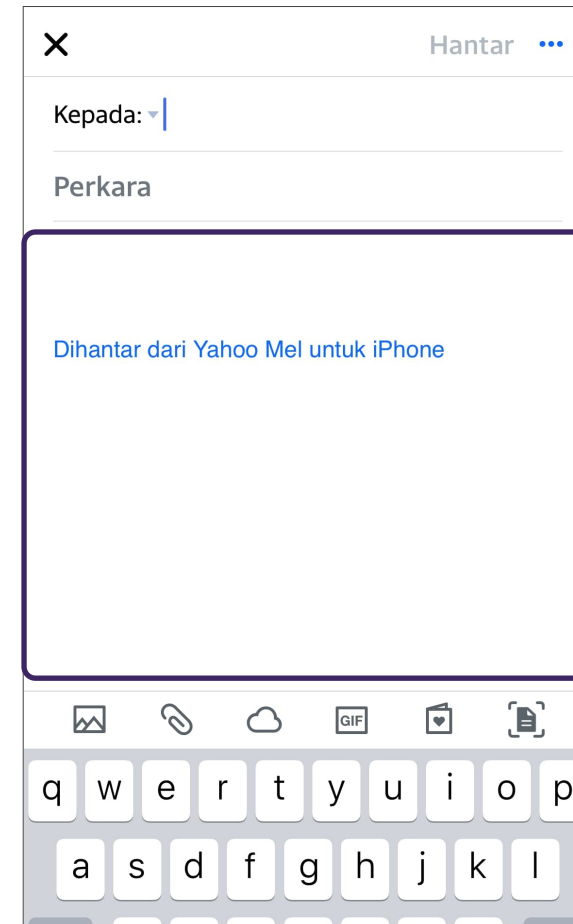 Hantar
Kepada:
Perkara
Dihantar dari Yahoo Mel untuk iPhone
GIF
q w e r t y u i o p
a s d f g h j k l